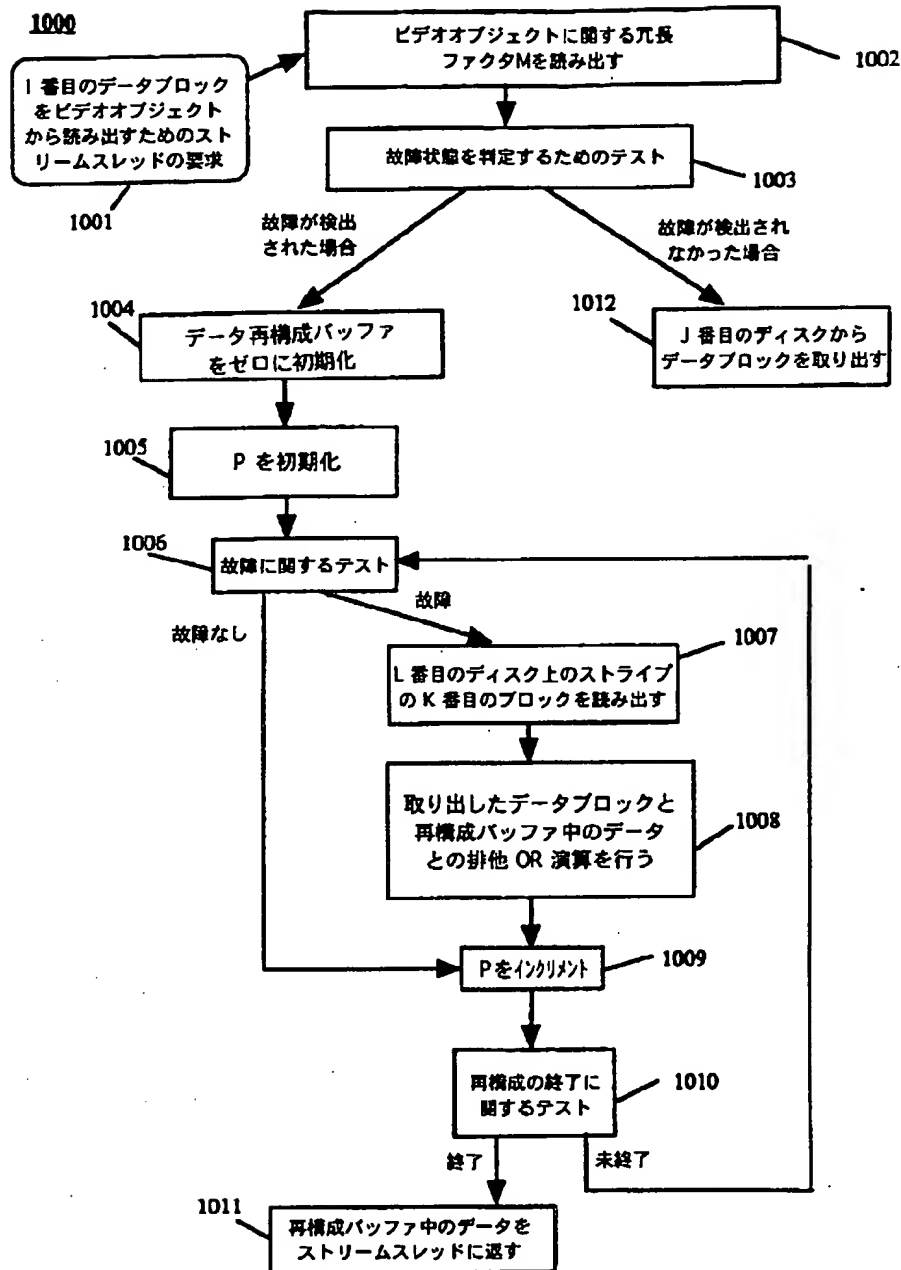 1000
I 番目のデータブロック
をビデオオブジェクト
から読み出すためのスト
リームスレッドの要求
1001
ビデオオブジェクトに関する冗長
ファクタMを読み出す
1002
故障状態を判定するためのテスト
1003
故障が検出
された場合
故障が検出され
なかった場合
1004
データ再構成バッファ
をゼロに初期化
1012
J 番目のディスクから
データブロックを取り出す
1005
P を初期化
1006
故障に関するテスト
故障なし
故障
1007
L 番目のディスク上のストライプ
の K 番目のブロックを読み出す
取り出したデータブロックと
再構成バッファ中のデータ
との排他 OR 演算を行う
1008
Pをインクリメント
1009
再構成の終了に
関するテスト
1010
終了
未終了
1011
再構成バッファ中のデータを
ストリームスレッドに返す